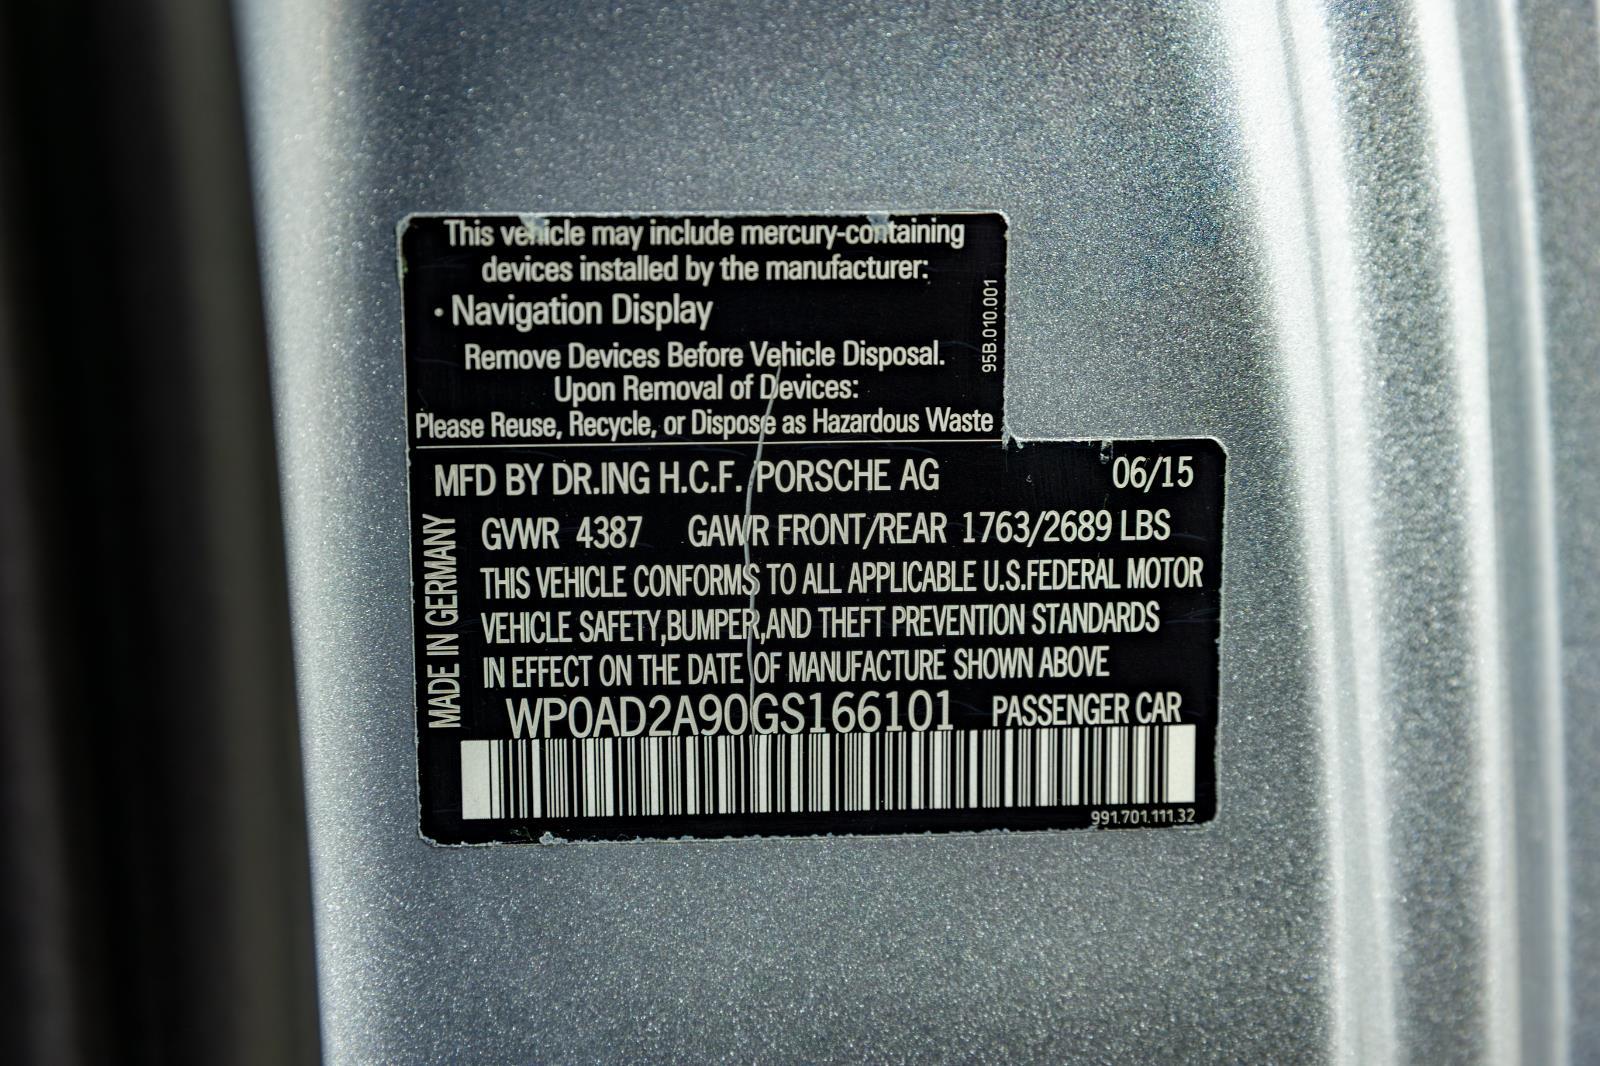 This vehicle may include mercury-containing
devices installed by the manufacturer:
· Navigation Display
Remove Devices Before Vehicle Disposal.
Upon Removal of Devices:
Please Reuse, Recycle, or Dispose as Hazardous Waste
95B.010.001
MFD BY DR.ING H.C.F. PORSCHE AG 06/15
GVWR 4387 GAWR FRONT/REAR 1763/2689 LBS
THIS VEHICLE CONFORMS TO ALL APPLICABLE U.S.FEDERAL MOTOR
VEHICLE SAFETY,BUMPER,AND THEFT PREVENTION STANDARDS
IN EFFECT ON THE DATE OF MANUFACTURE SHOWN ABOVE
MADE IN GERMANY
WP0AD2A90GS166101 PASSENGER CAR
991.701.111.32